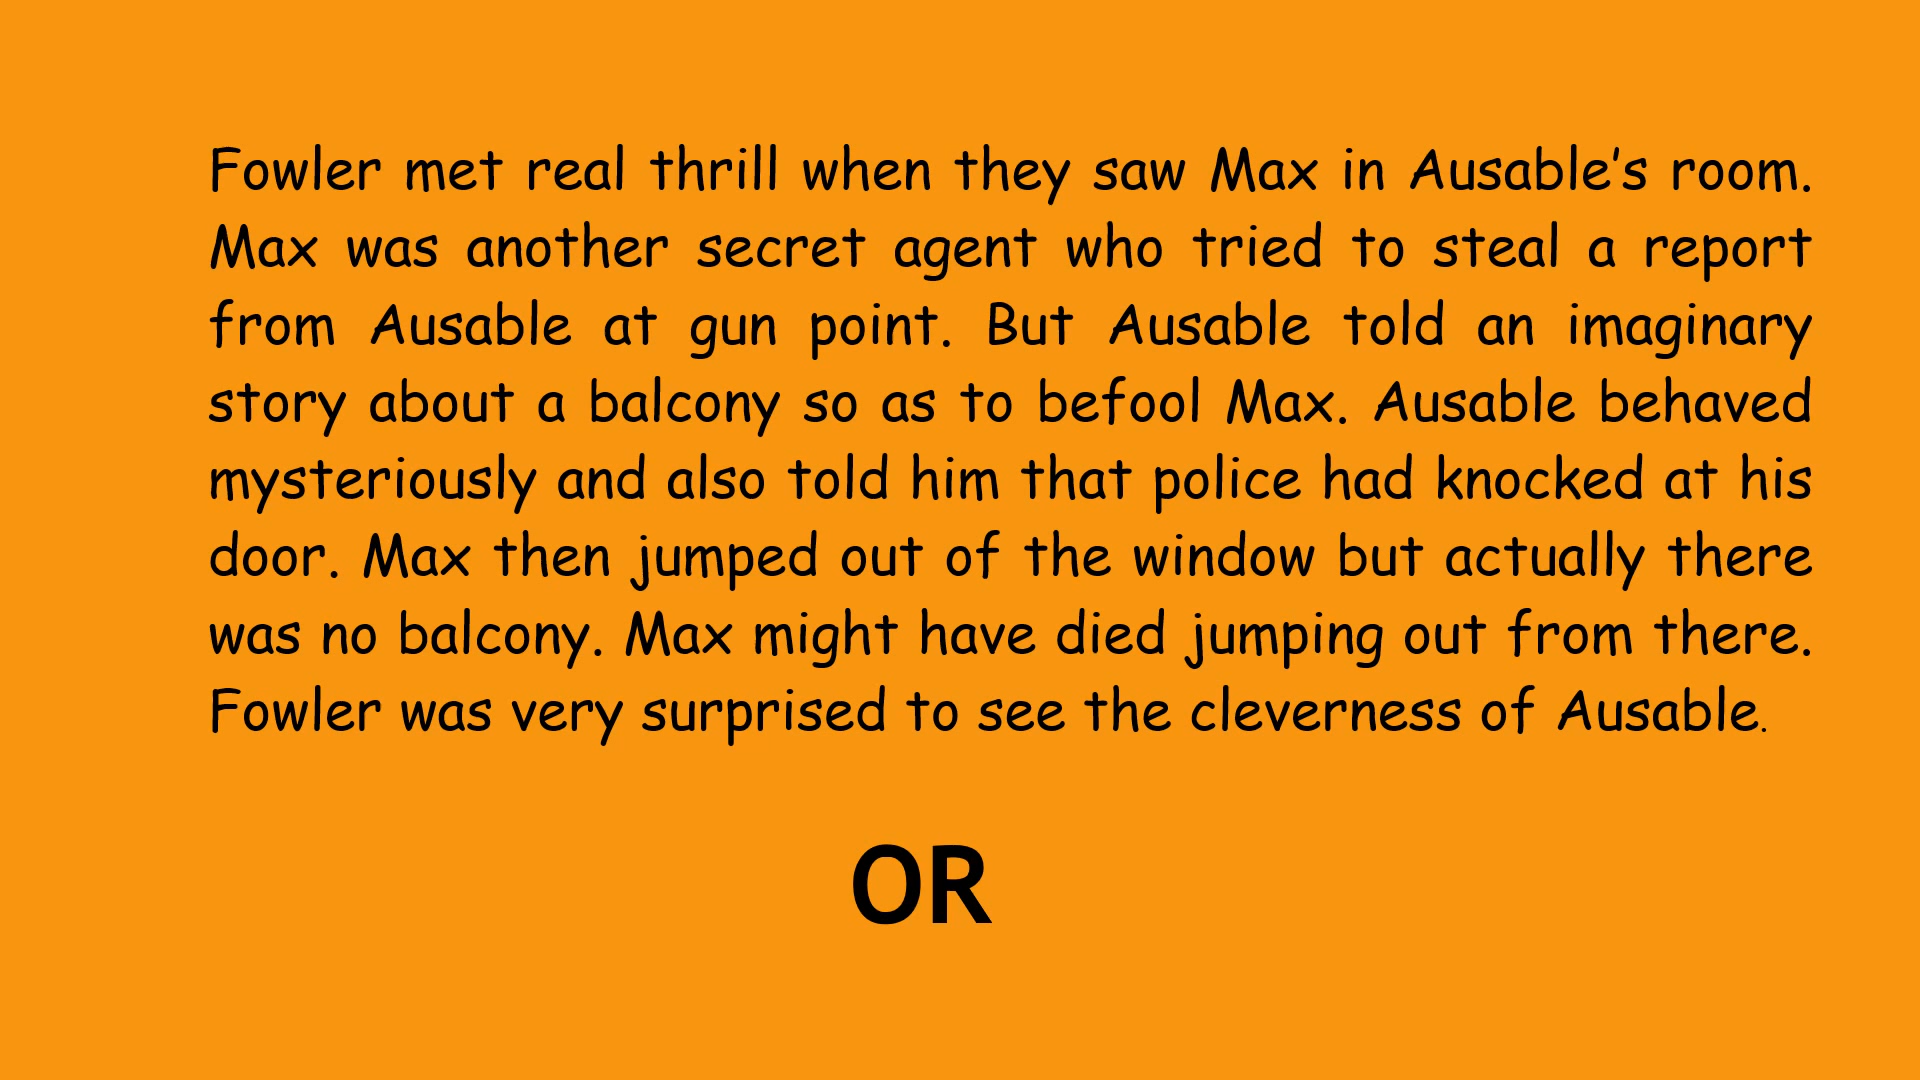 Fowler met real thrill when they saw Max in Ausable’s room.
Max was another secret agent who tried to steal a report
from Ausable at gun point. But Ausable told an imaginary
story about a balcony so as to befool Max. Ausable behaved
mysteriously and also told him that police had knocked at his
door. Max then jumped out of the window but actually there
was no balcony. Max might have died jumping out from there.
Fowler was very surprised to see the cleverness of Ausable.
OR